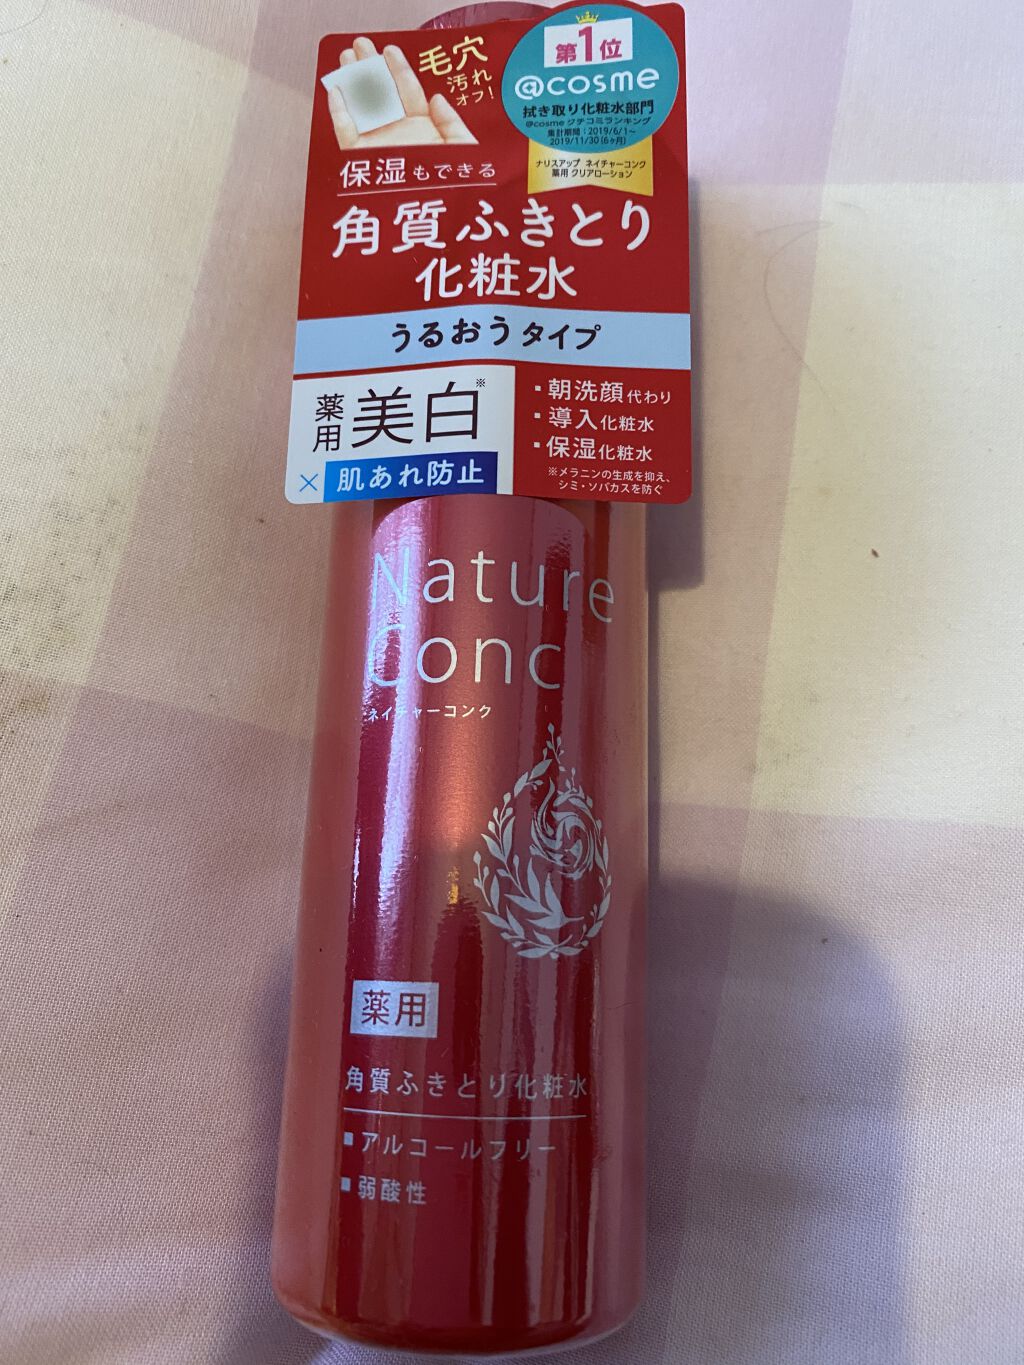 毛穴
汚れ
オフ!
第1位
@cosme
拭き取り化粧水部門
@cosme クチコミランキング
集計期間:2019/6/1~
2019/11/30(6ヶ月)
ナリスアップ ネイチャーコンク
薬用 クリアローション
保湿もできる
角質ふきとり
化粧水
うるおうタイプ
薬用
美白※
×肌あれ防止
・朝洗顔代わり
・導入化粧水
・保湿化粧水
※メラニンの生成を抑え、
シミ・ソバカスを防ぐ
Nature
Conc
ネイチャーコンク
薬用
角質ふきとり化粧水
■アルコールフリー
■弱酸性